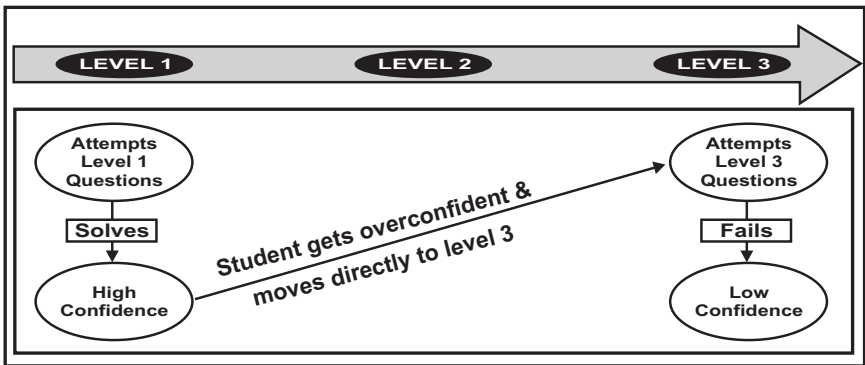 LEVEL 1
LEVEL 2
LEVEL 3
Attempts
Level 1
Questions
Solves
High
Confidence
Student gets overconfident &
moves directly to level 3
Attempts
Level 3
Questions
Fails
Low
Confidence